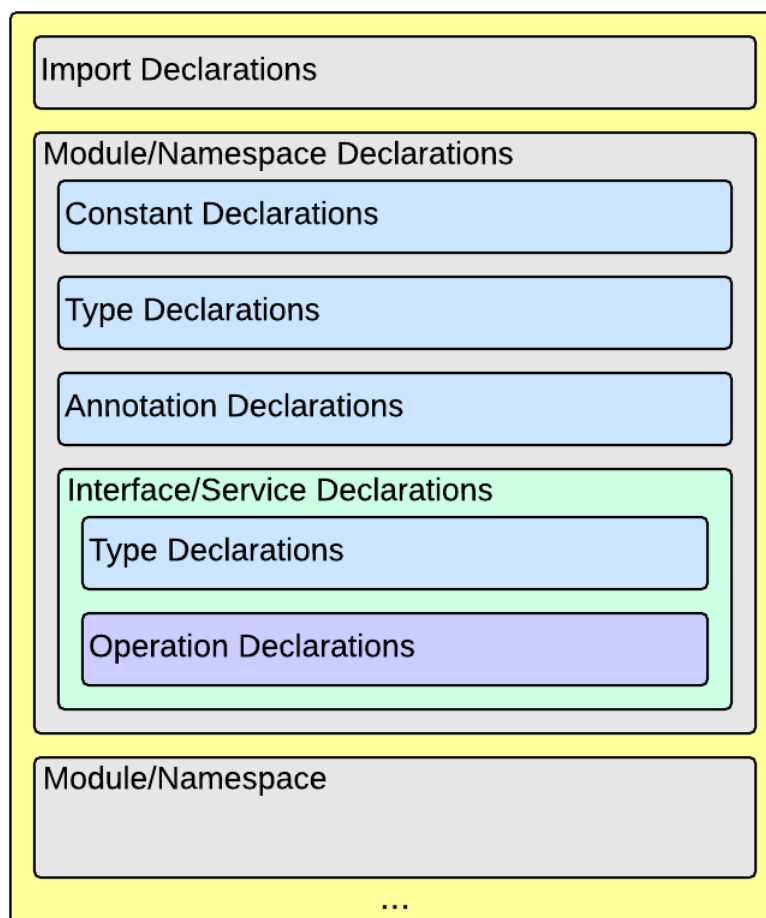 Import Declarations
Module/Namespace Declarations
Constant Declarations
Type Declarations
Annotation Declarations
Interface/Service Declarations
Type Declarations
Operation Declarations
Module/Namespace
...